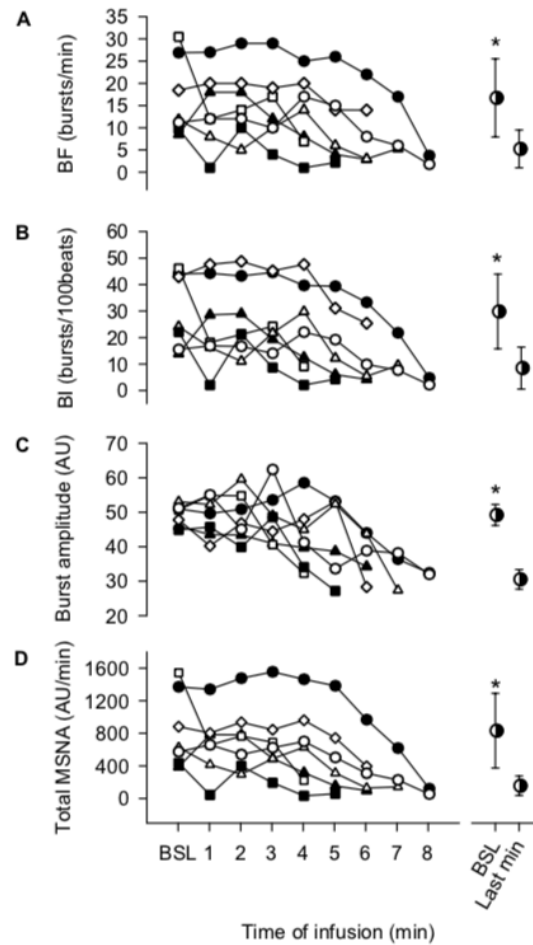 A
BF (bursts/min)
35
30
25
20
15
10
5
0
*
B
BI (bursts/100beats)
60
50
40
30
20
10
0
*
C
Burst amplitude (AU)
70
60
50
40
30
20
*
D
Total MSNA (AU/min)
1600
1200
800
400
0
*
BSL 1 2 3 4 5 6 7 8
BSL
Last min
Time of infusion (min)